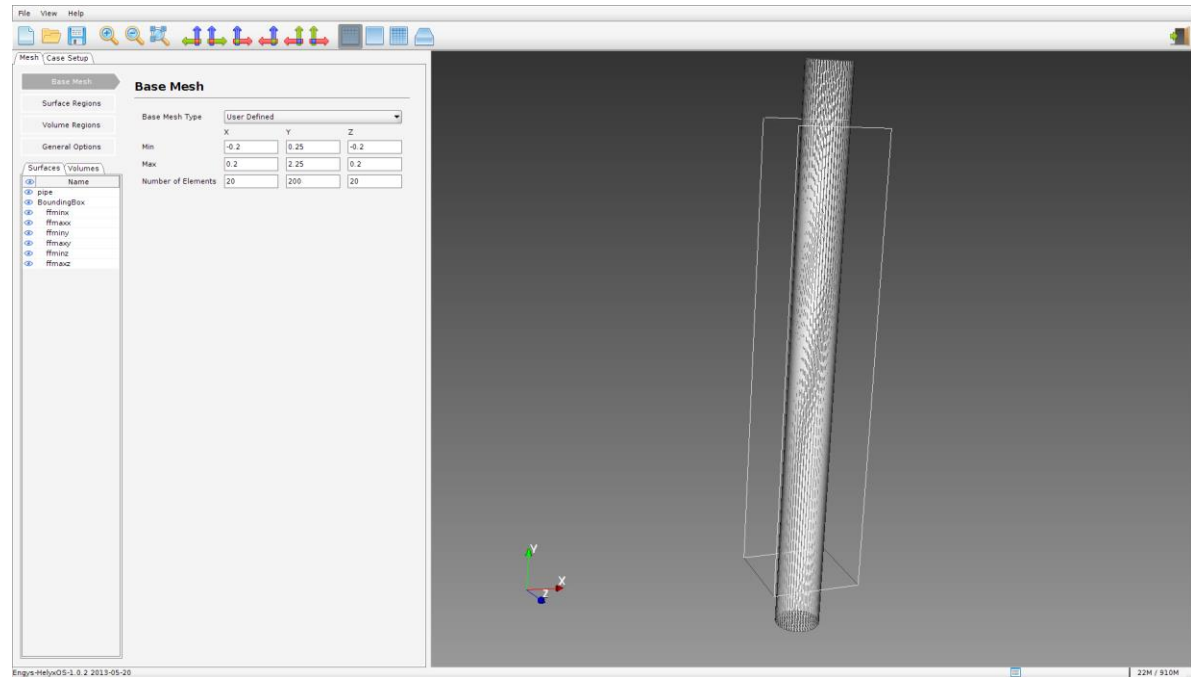 File View Help
Mesh Case Setup
Base Mesh
Surface Regions
Volume Regions
General Options
Surfaces Volumes
Name
pipe
BoundingBox
ffminx
ffmaxx
ffminy
ffmaxy
ffminz
ffmaxz
Base Mesh
Base Mesh Type User Defined
X Y Z
Min -0.2 0.25 -0.2
Max 0.2 2.25 0.2
Number of Elements 20 200 20
Y
X
Z
Engys-HelyxOS-1.0.2 2013-05-20
22M / 910M